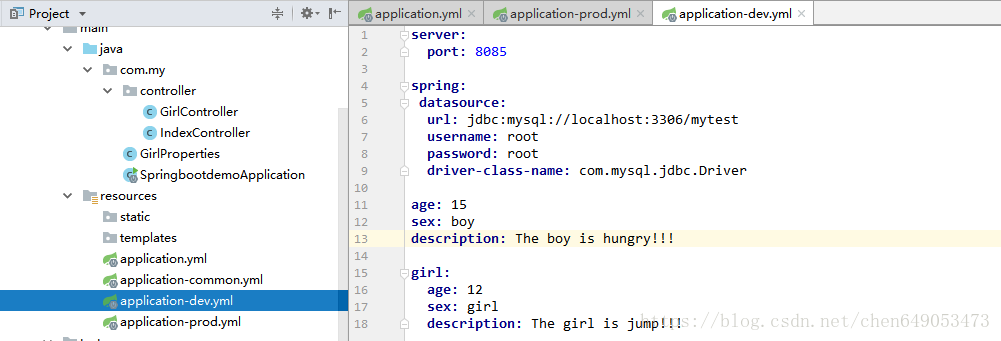 Project
main
java
com.my
controller
GirlController
IndexController
GirlProperties
SpringbootdemoApplication
resources
static
templates
application.yml
application-common.yml
application-dev.yml
application-prod.yml
application.yml
application-prod.yml
application-dev.yml
1 server:
2 port: 8085
3
4 spring:
5 datasource:
6 url: jdbc:mysql://localhost:3306/mytest
7 username: root
8 password: root
9 driver-class-name: com.mysql.jdbc.Driver
10
11 age: 15
12 sex: boy
13 description: The boy is hungry!!!
14
15 girl:
16 age: 12
17 sex: girl
18 description: The girl is jump!!!
https://blog.csdn.net/chen649053473